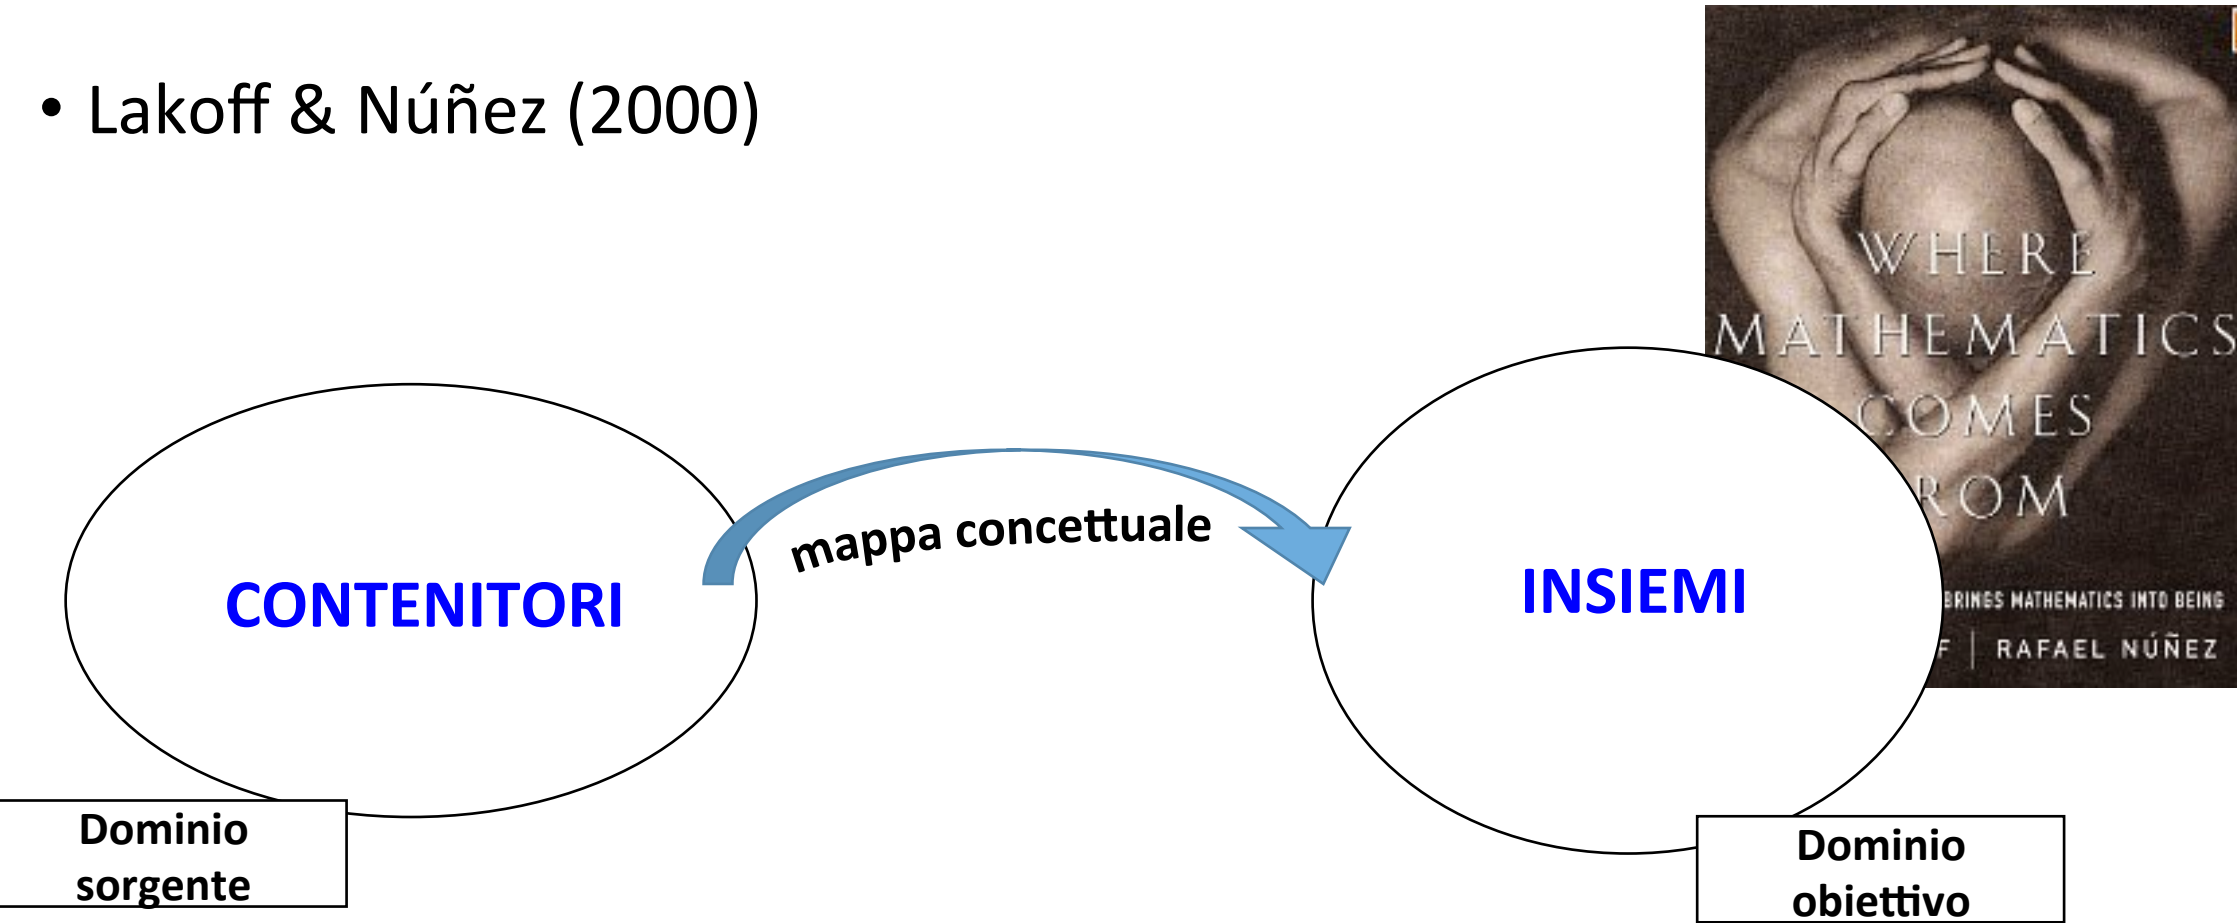 • Lakoff & Núñez (2000)
WHERE
MATHEMATICS
COMES
ROM
BRINGS MATHEMATICS INTO BEING
F | RAFAEL NÚÑEZ
mappa concettuale
CONTENITORI
INSIEMI
Dominio
sorgente
Dominio
obiettivo